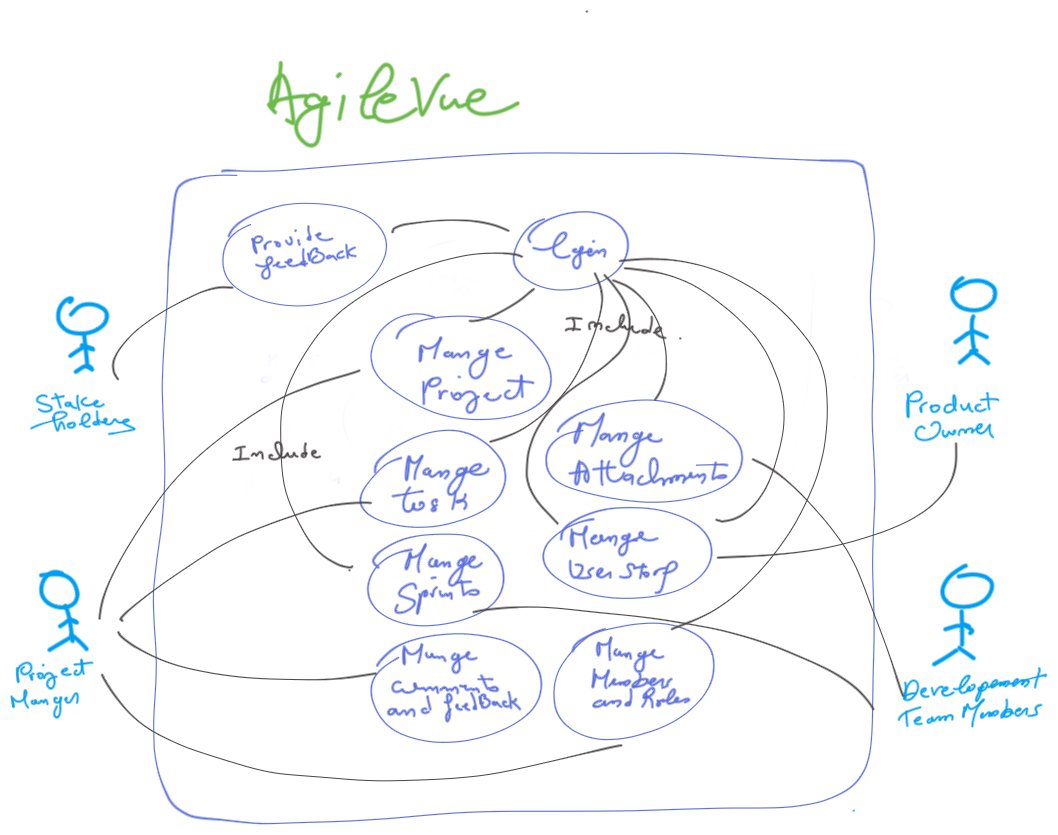 AgileVue
Provide
feedBack
login
Include
Mange
Project
Stake
holders
Product
Owner
Mange
Attachments
Include
Mange
task
Mange
User Story
Mange
Sprints
Project
Manger
Mange
comments
and feedBack
Mange
Members
and Roles
Developement
Team Members